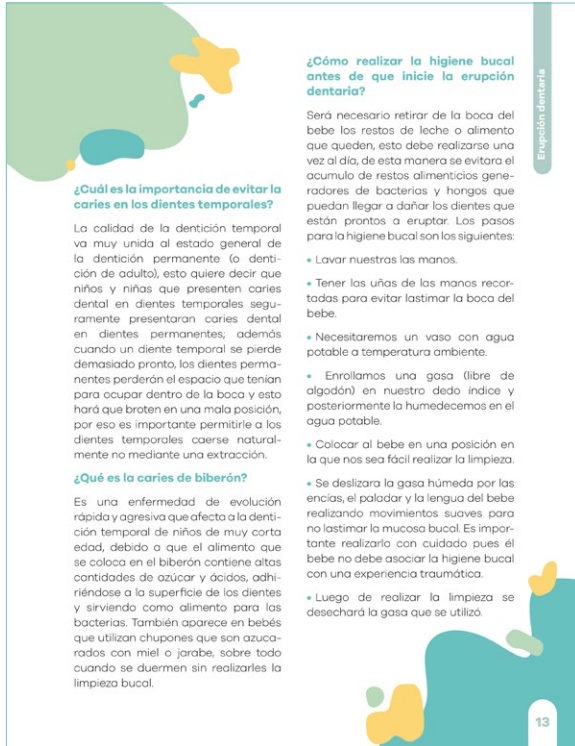 ¿Cuál es la importancia de evitar la
caries en los dientes temporales?
La calidad de la dentición temporal
va muy unida al estado general de
la dentición permanente (o denti-
ción de adulto), esto quiere decir que
niños y niñas que presenten caries
dental en dientes temporales segu-
ramente presentaran caries dental
en dientes permanentes; además
cuando un diente temporal se pierde
demasiado pronto, los dientes perma-
nentes perderán el espacio que tenían
para ocupar dentro de la boca y esto
hará que broten en una mala posición,
por eso es importante permitirle a los
dientes temporales caerse natural-
mente no mediante una extracción.
¿Qué es la caries de biberón?
Es una enfermedad de evolución
rápida y agresiva que afecta a la denti-
ción temporal de niños de muy corta
edad, debido a que el alimento que
se coloca en el biberón contiene altas
cantidades de azúcar y ácidos, adhi-
riéndose a la superficie de los dientes
y sirviendo como alimento para las
bacterias. También aparece en bebés
que utilizan chupones que son azuca-
rados con miel o jarabe, sobre todo
cuando se duermen sin realizarles la
limpieza bucal.
¿Cómo realizar la higiene bucal
antes de que inicie la erupción
dentaria?
Será necesario retirar de la boca del
bebe los restos de leche o alimento
que queden, esto debe realizarse una
vez al día, de esta manera se evitara el
acumulo de restos alimenticios gene-
radores de bacterias y hongos que
puedan llegar a dañar los dientes que
están prontos a eruptar. Los pasos
para la higiene bucal son los siguientes:
• Lavar nuestras las manos.
• Tener las uñas de las manos recor-
tadas para evitar lastimar la boca del
bebe.
• Necesitaremos un vaso con agua
potable a temperatura ambiente.
• Enrollamos una gasa (libre de
algodón) en nuestro dedo índice y
posteriormente la humedecemos en el
agua potable.
• Colocar al bebe en una posición en
la que nos sea fácil realizar la limpieza.
• Se deslizara la gasa húmeda por las
encías, el paladar y la lengua del bebe
realizando movimientos suaves para
no lastimar la mucosa bucal. Es impor-
tante realizarlo con cuidado pues él
bebe no debe asociar la higiene bucal
con una experiencia traumática.
• Luego de realizar la limpieza se
desechará la gasa que se utilizó.
Erupción dentaria
13